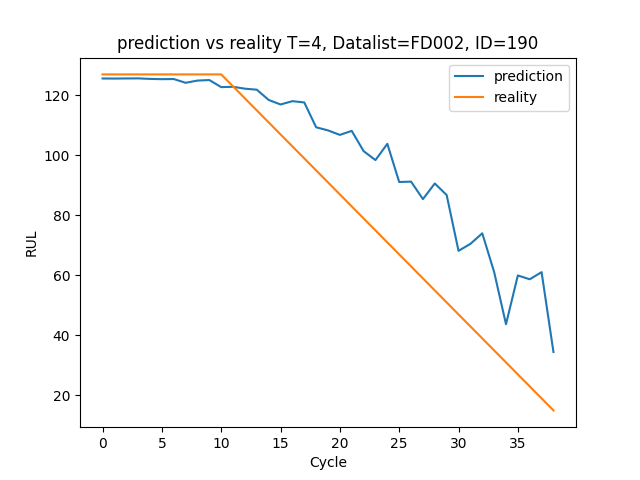 prediction vs reality T=4, Datalist=FD002, ID=190
prediction
reality
RUL
120
100
80
60
40
20
0 5 10 15 20 25 30 35
Cycle